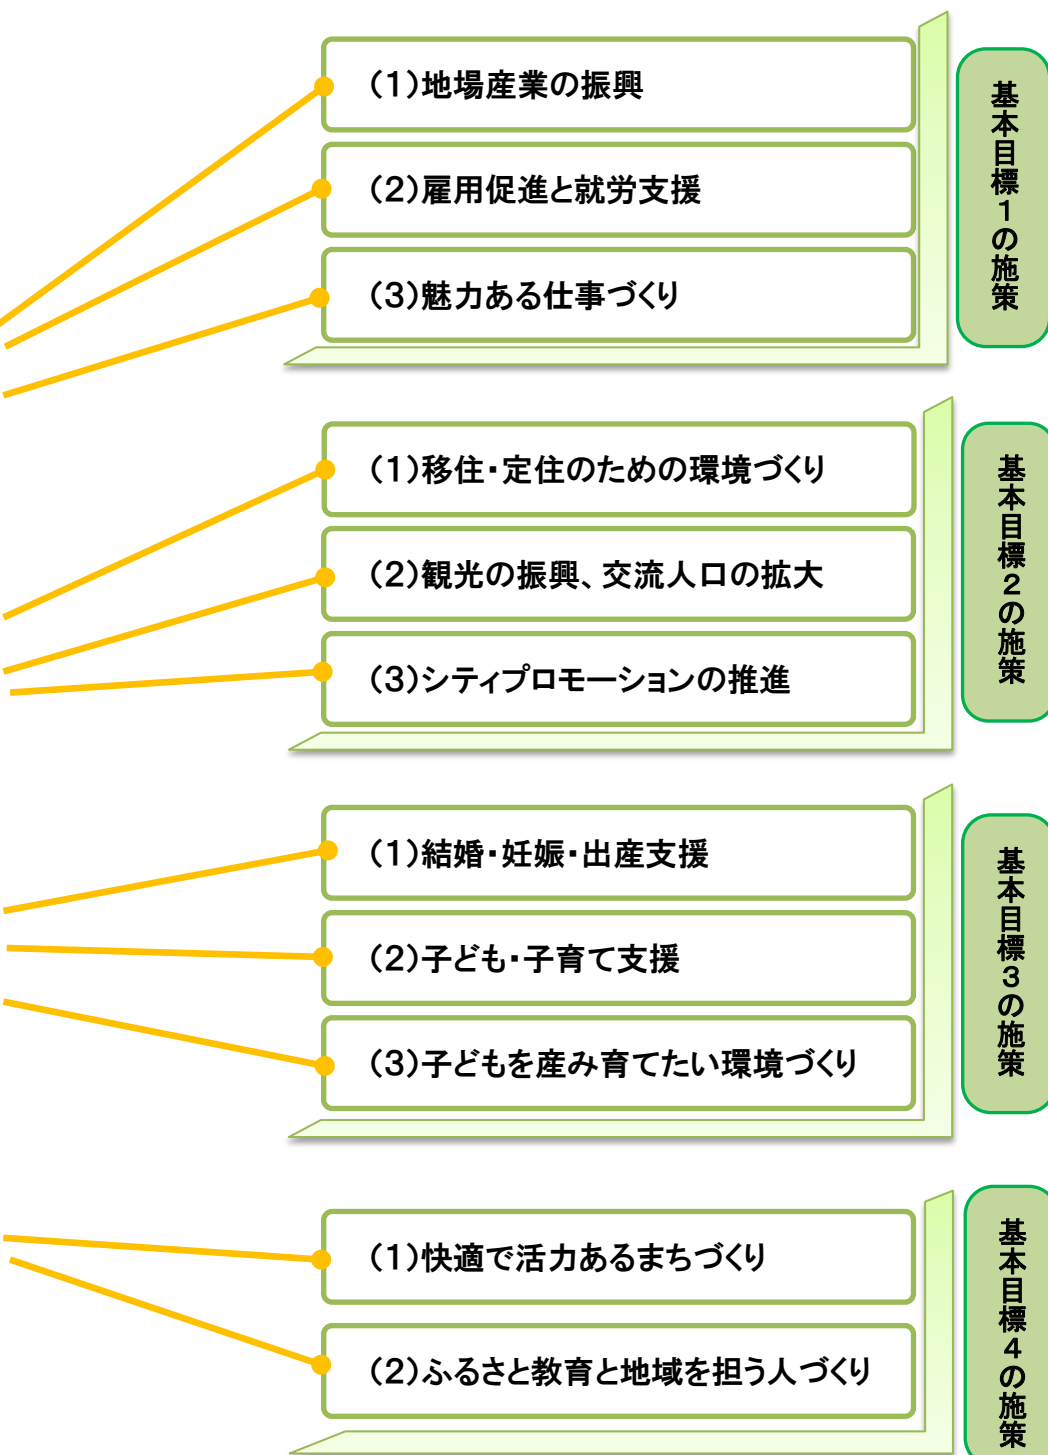 (1)地場産業の振興
(2)雇用促進と就労支援
(3)魅力ある仕事づくり
基本目標1の施策
(1)移住・定住のための環境づくり
(2)観光の振興、交流人口の拡大
(3)シティプロモーションの推進
基本目標2の施策
(1)結婚・妊娠・出産支援
(2)子ども・子育て支援
(3)子どもを産み育てたい環境づくり
基本目標3の施策
(1)快適で活力あるまちづくり
(2)ふるさと教育と地域を担う人づくり
基本目標4の施策